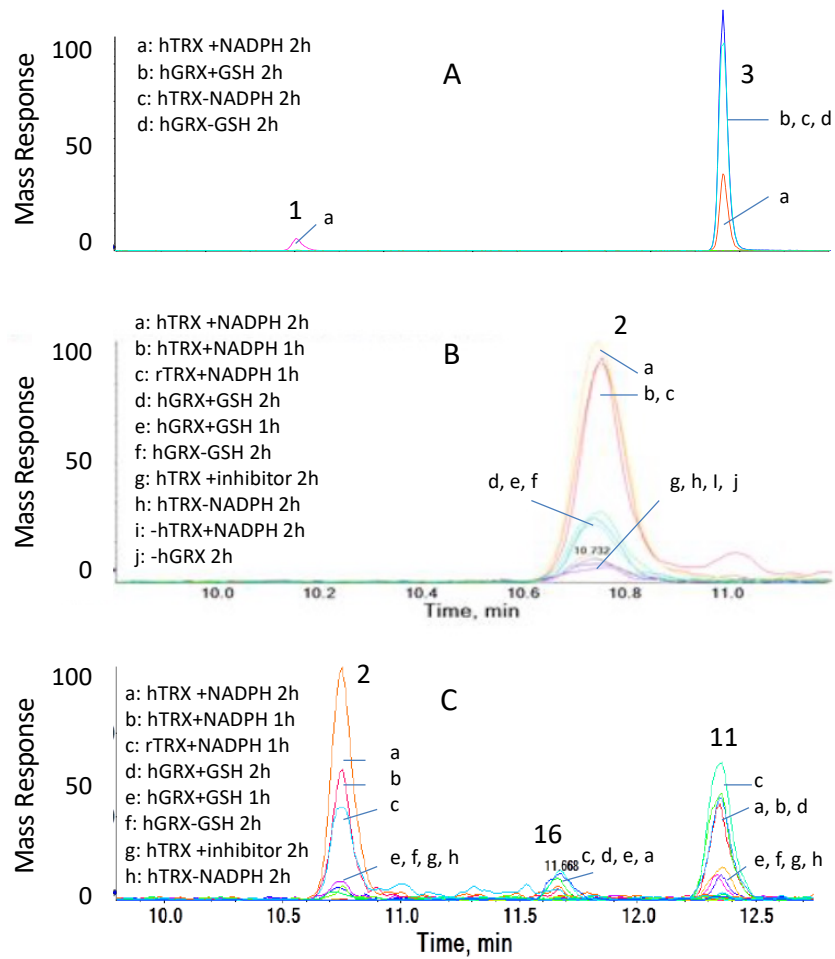 100
50
0
Mass Response
a: hTRX +NADPH 2h
b: hGRX+GSH 2h
c: hTRX-NADPH 2h
d: hGRX-GSH 2h
A
3
b, c, d
a
1
a
100
50
0
Mass Response
a: hTRX +NADPH 2h
b: hTRX+NADPH 1h
c: rTRX+NADPH 1h
d: hGRX+GSH 2h
e: hGRX+GSH 1h
f: hGRX-GSH 2h
g: hTRX +inhibitor 2h
h: hTRX-NADPH 2h
i: -hTRX+NADPH 2h
j: -hGRX 2h
B
2
a
b, c
d, e, f
g, h, I, j
10.732
10.0 10.2 10.4 10.6 10.8 11.0
Time, min
100
50
0
Mass Response
a: hTRX +NADPH 2h
b: hTRX+NADPH 1h
c: rTRX+NADPH 1h
d: hGRX+GSH 2h
e: hGRX+GSH 1h
f: hGRX-GSH 2h
g: hTRX +inhibitor 2h
h: hTRX-NADPH 2h
C
2
a
b
c
e, f, g, h
16
11.668
c, d, e, a
11
c
a, b, d
e, f, g, h
10.0 10.5 11.0 11.5 12.0 12.5
Time, min